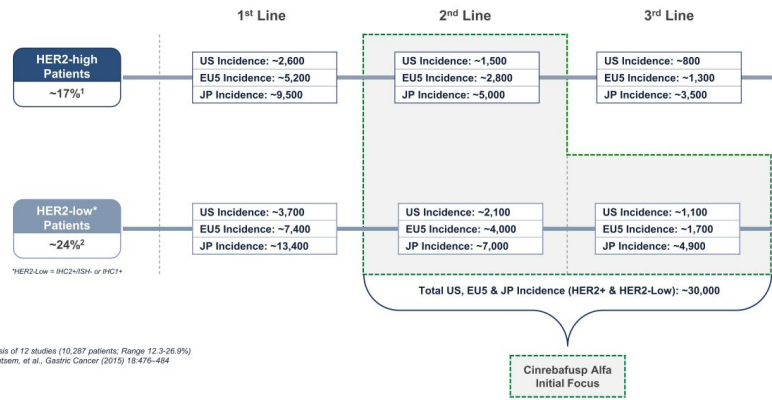 1st Line
2nd Line
3rd Line
HER2-high
Patients
~17%1
US Incidence: ~2,600
EU5 Incidence: ~5,200
JP Incidence: ~9,500
US Incidence: ~1,500
EU5 Incidence: ~2,800
JP Incidence: ~5,000
US Incidence: ~800
EU5 Incidence: ~1,300
JP Incidence: ~3,500
HER2-low*
Patients
~24%2
US Incidence: ~3,700
EU5 Incidence: ~7,400
JP Incidence: ~13,400
US Incidence: ~2,100
EU5 Incidence: ~4,000
JP Incidence: ~7,000
US Incidence: ~1,100
EU5 Incidence: ~1,700
JP Incidence: ~4,900
*HER2-Low = IHC2+/ISH- or IHC1+
Total US, EU5 & JP Incidence (HER2+ & HER2-Low): ~30,000
sis of 12 studies (10,287 patients; Range 12.3-26.9%)
ntsem, et al., Gastric Cancer (2015) 18:476–484
Cinrebafusp Alfa
Initial Focus